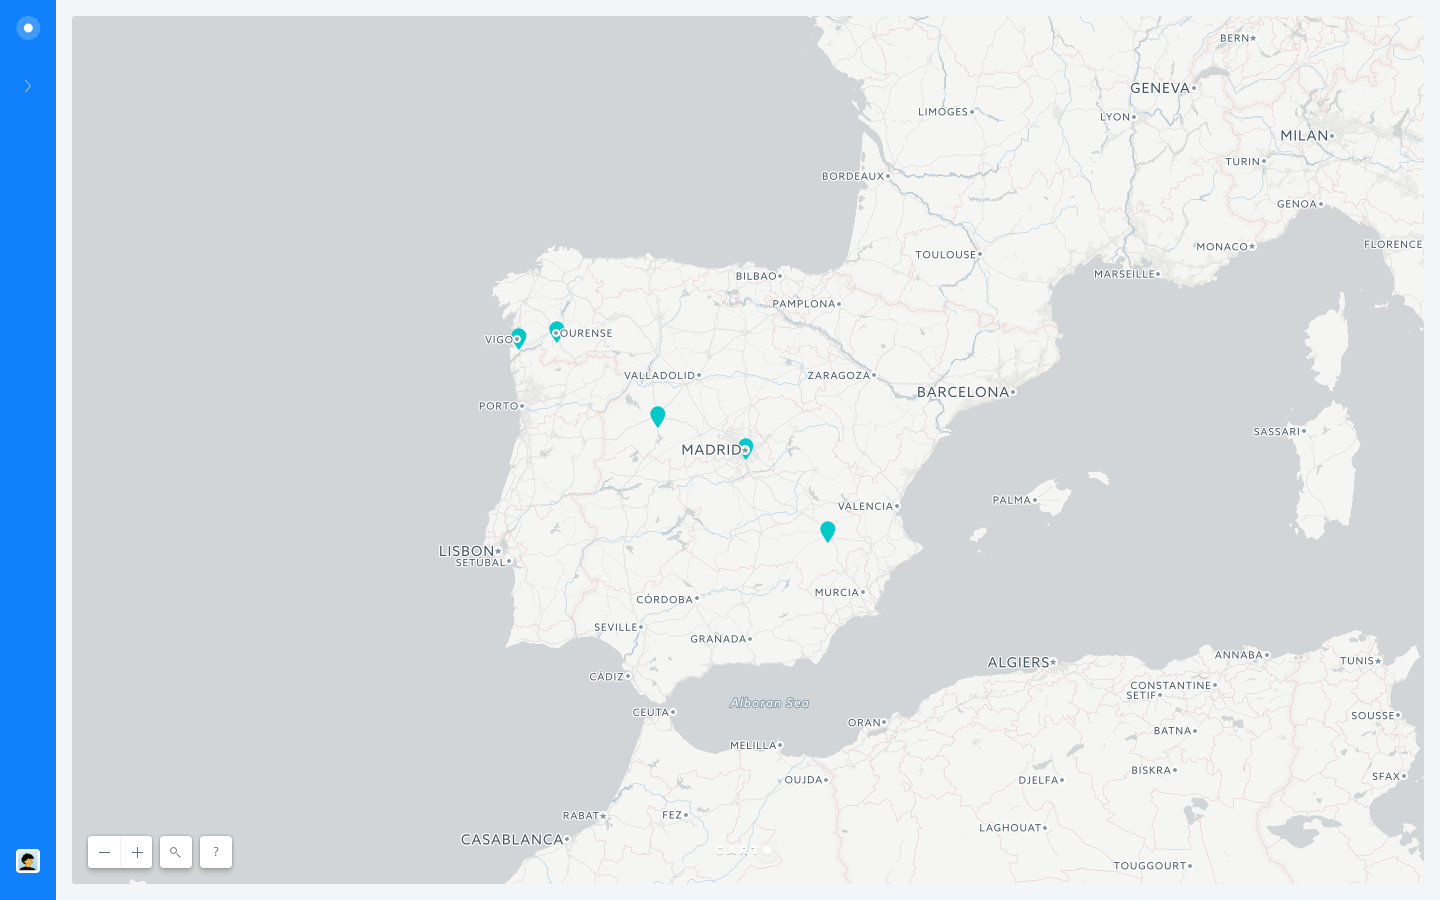 BERN
GENEVA
LIMOGES
LYON
MILAN
TURIN
BORDEAUX
GENOA
FLORENCE
MONACO
TOULOUSE
MARSEILLE
BILBAO
PAMPLONA
OURENSE
VIGO
VALLADOLID
ZARAGOZA
BARCELONA
PORTO
SASSARI
MADRID
PALMA
VALENCIA
LISBON
SETÚBAL
MURCIA
CÓRDOBA
SEVILLE
GRANADA
ANNABA
TUNIS
ALGIERS
CÁDIZ
CONSTANTINE
SETIF
Alboran Sea
CEUTA
SOUSSE
ORAN
BATNA
MELILLA
BISKRA
SFAX
OUJDA
DJELFA
RABAT
FEZ
LAGHOUAT
CASABLANCA
CARTO
?
TOUGGOURT